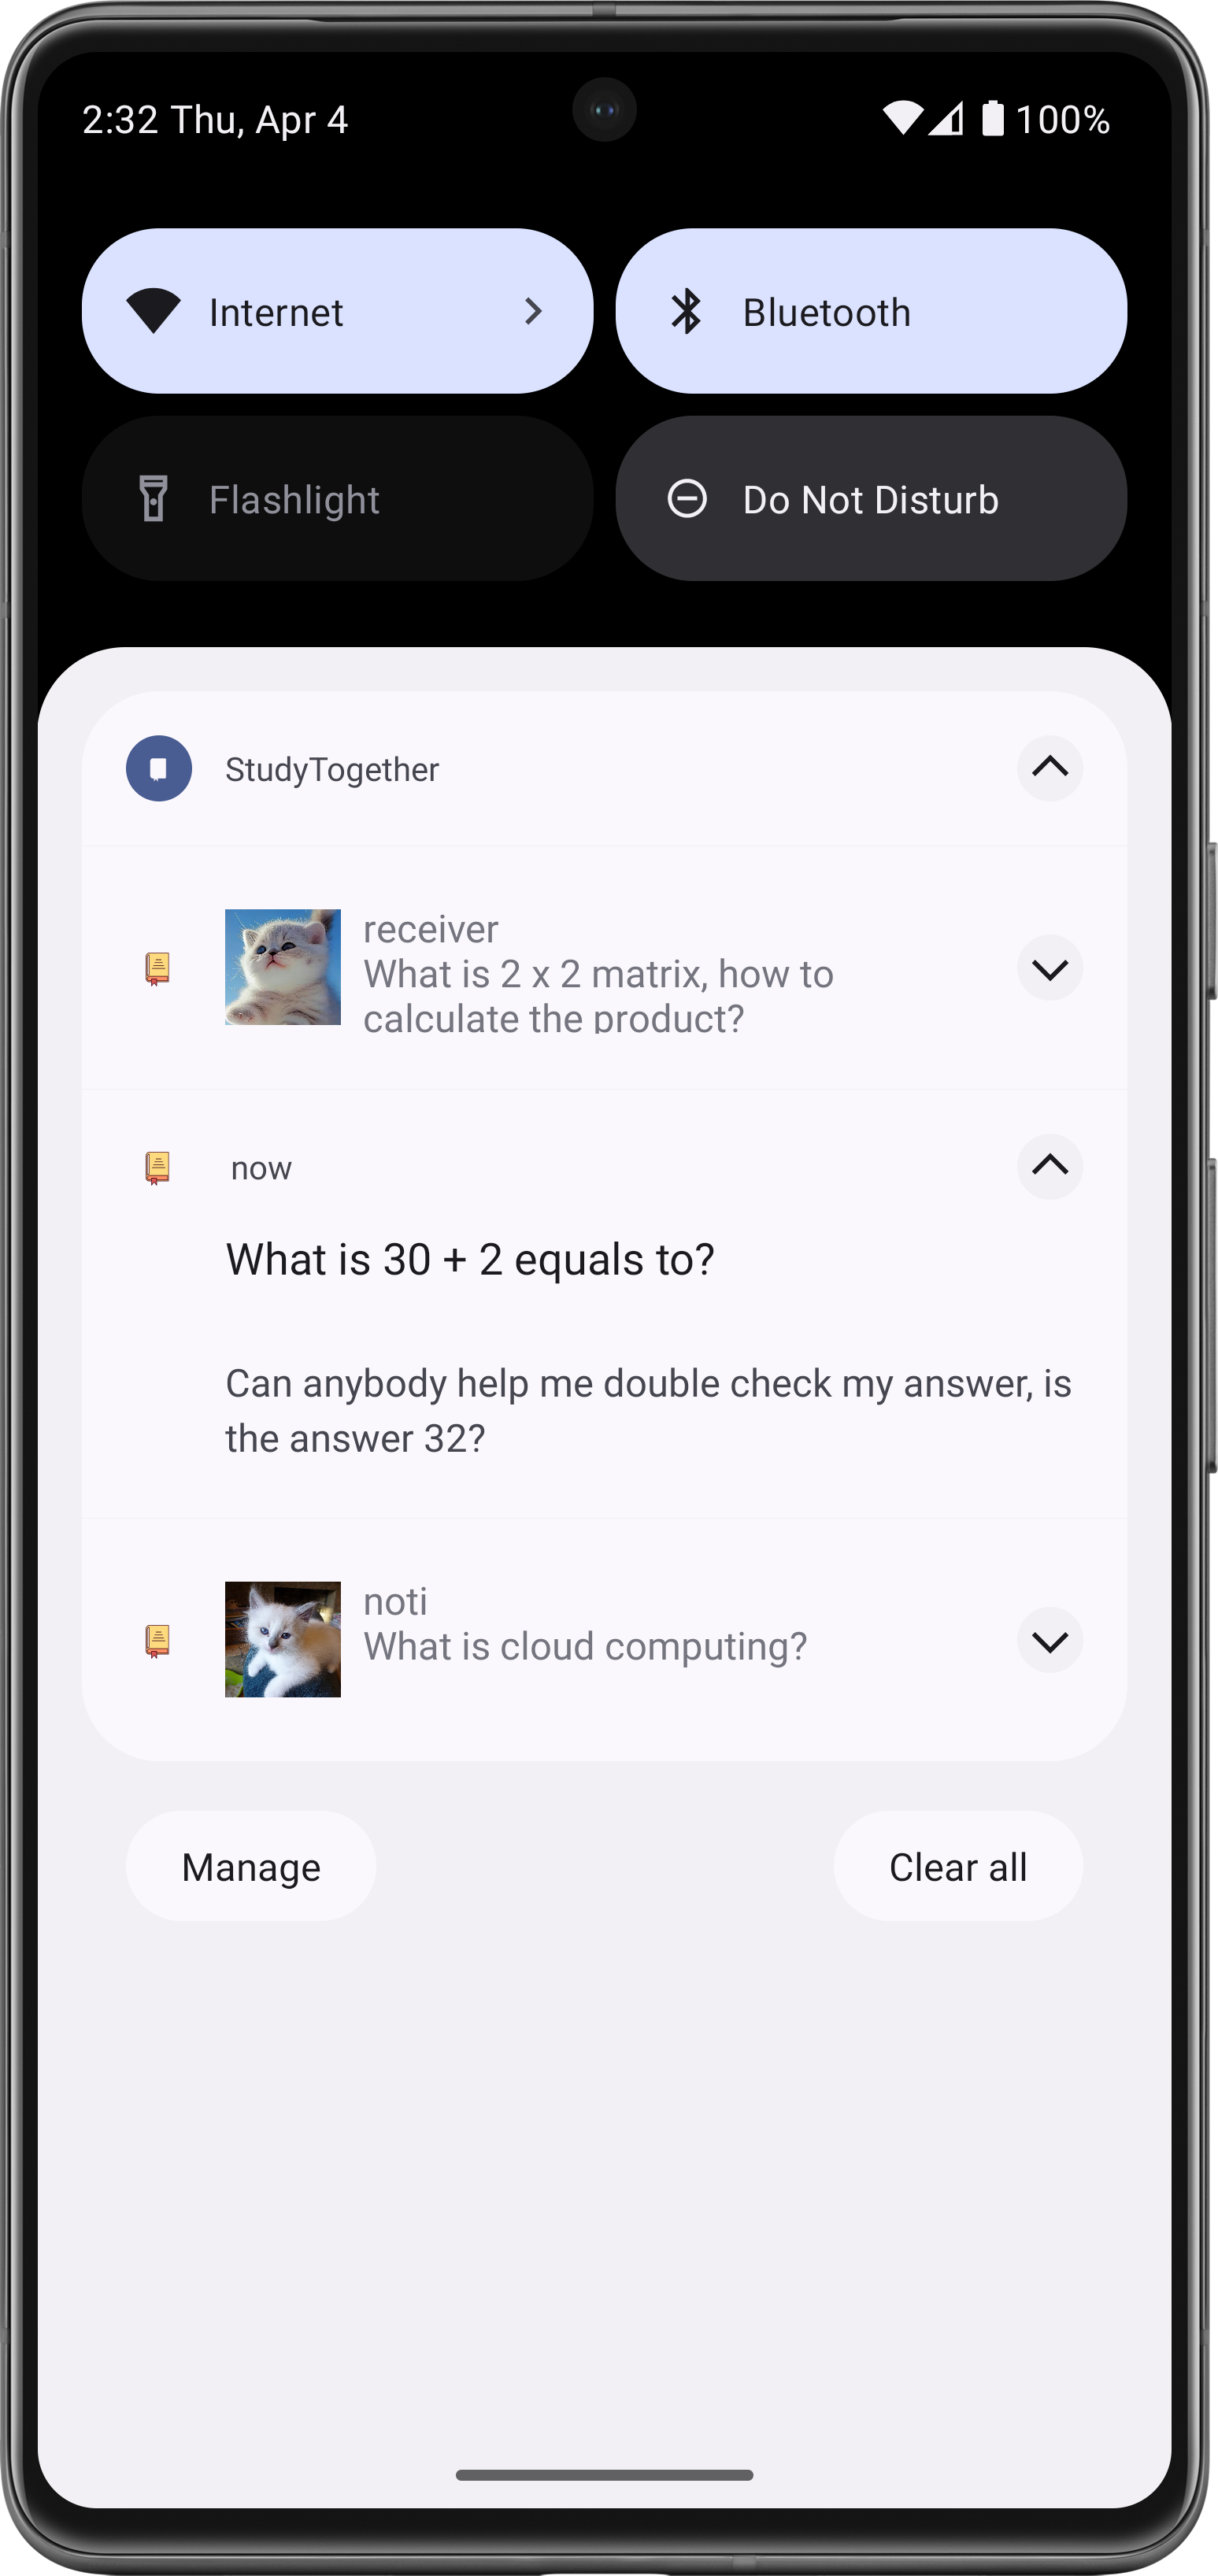 2:32 Thu, Apr 4
100%
Internet
Bluetooth
Flashlight
Do Not Disturb
StudyTogether
receiver
What is 2 x 2 matrix, how to
calculate the product?
now
What is 30 + 2 equals to?
Can anybody help me double check my answer, is
the answer 32?
noti
What is cloud computing?
Manage
Clear all